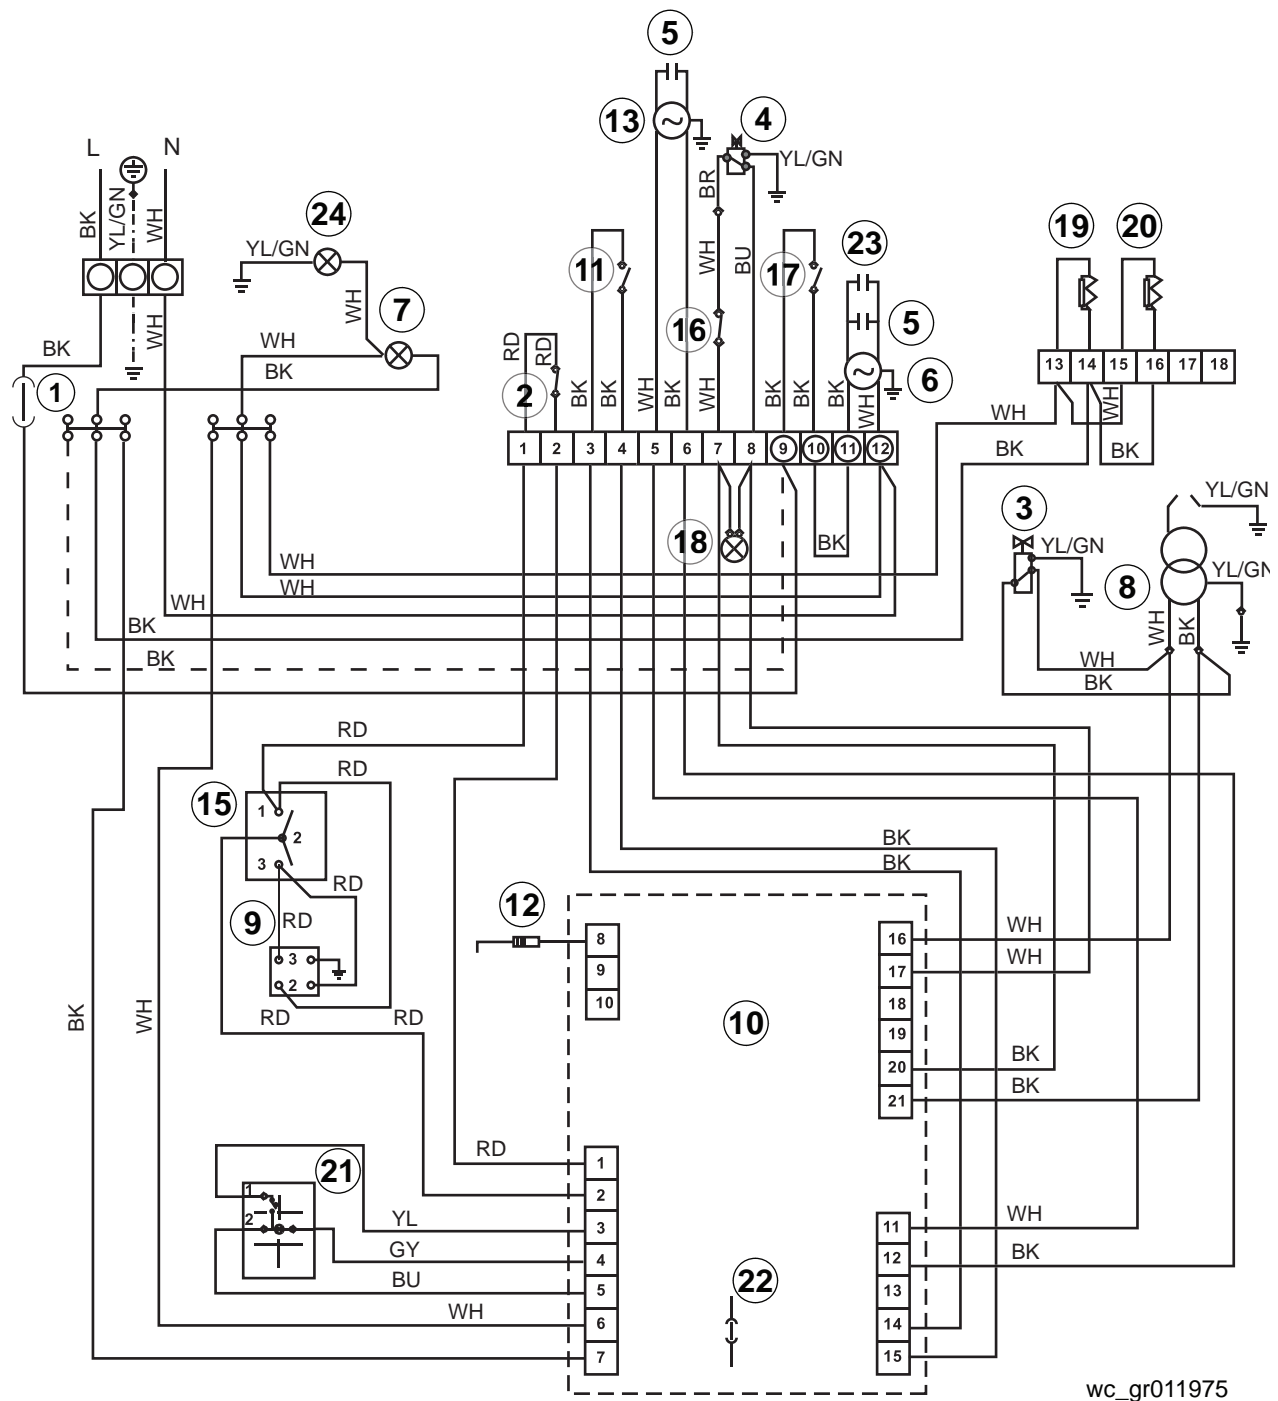 5
13
4
YL/GN
L
N
BK
YL/GN
WH
24
YL/GN
BR
WH
BU
11
17
23
19
20
WH
7
WH
BK
WH
BK
1
16
5
6
RD
RD
2
BK
BK
WH
BK
WH
BK
BK
BK
WH
13 14 15 16 17 18
WH
WH
BK
1 2 3 4 5 6 7 8 9 10 11 12
YL/GN
3
YL/GN
18
BK
8
YL/GN
WH
WH
WH
BK
BK
WH
BK
WH
BK
RD
RD
15
1
2
3
RD
9
RD
3
2
RD
RD
BK
BK
12
8
9
10
10
16
17
18
19
20
21
WH
WH
BK
BK
BK
WH
21
1
2
RD
YL
GY
BU
WH
1
2
3
4
5
6
7
22
11
12
13
14
15
WH
BK
wc_gr011975